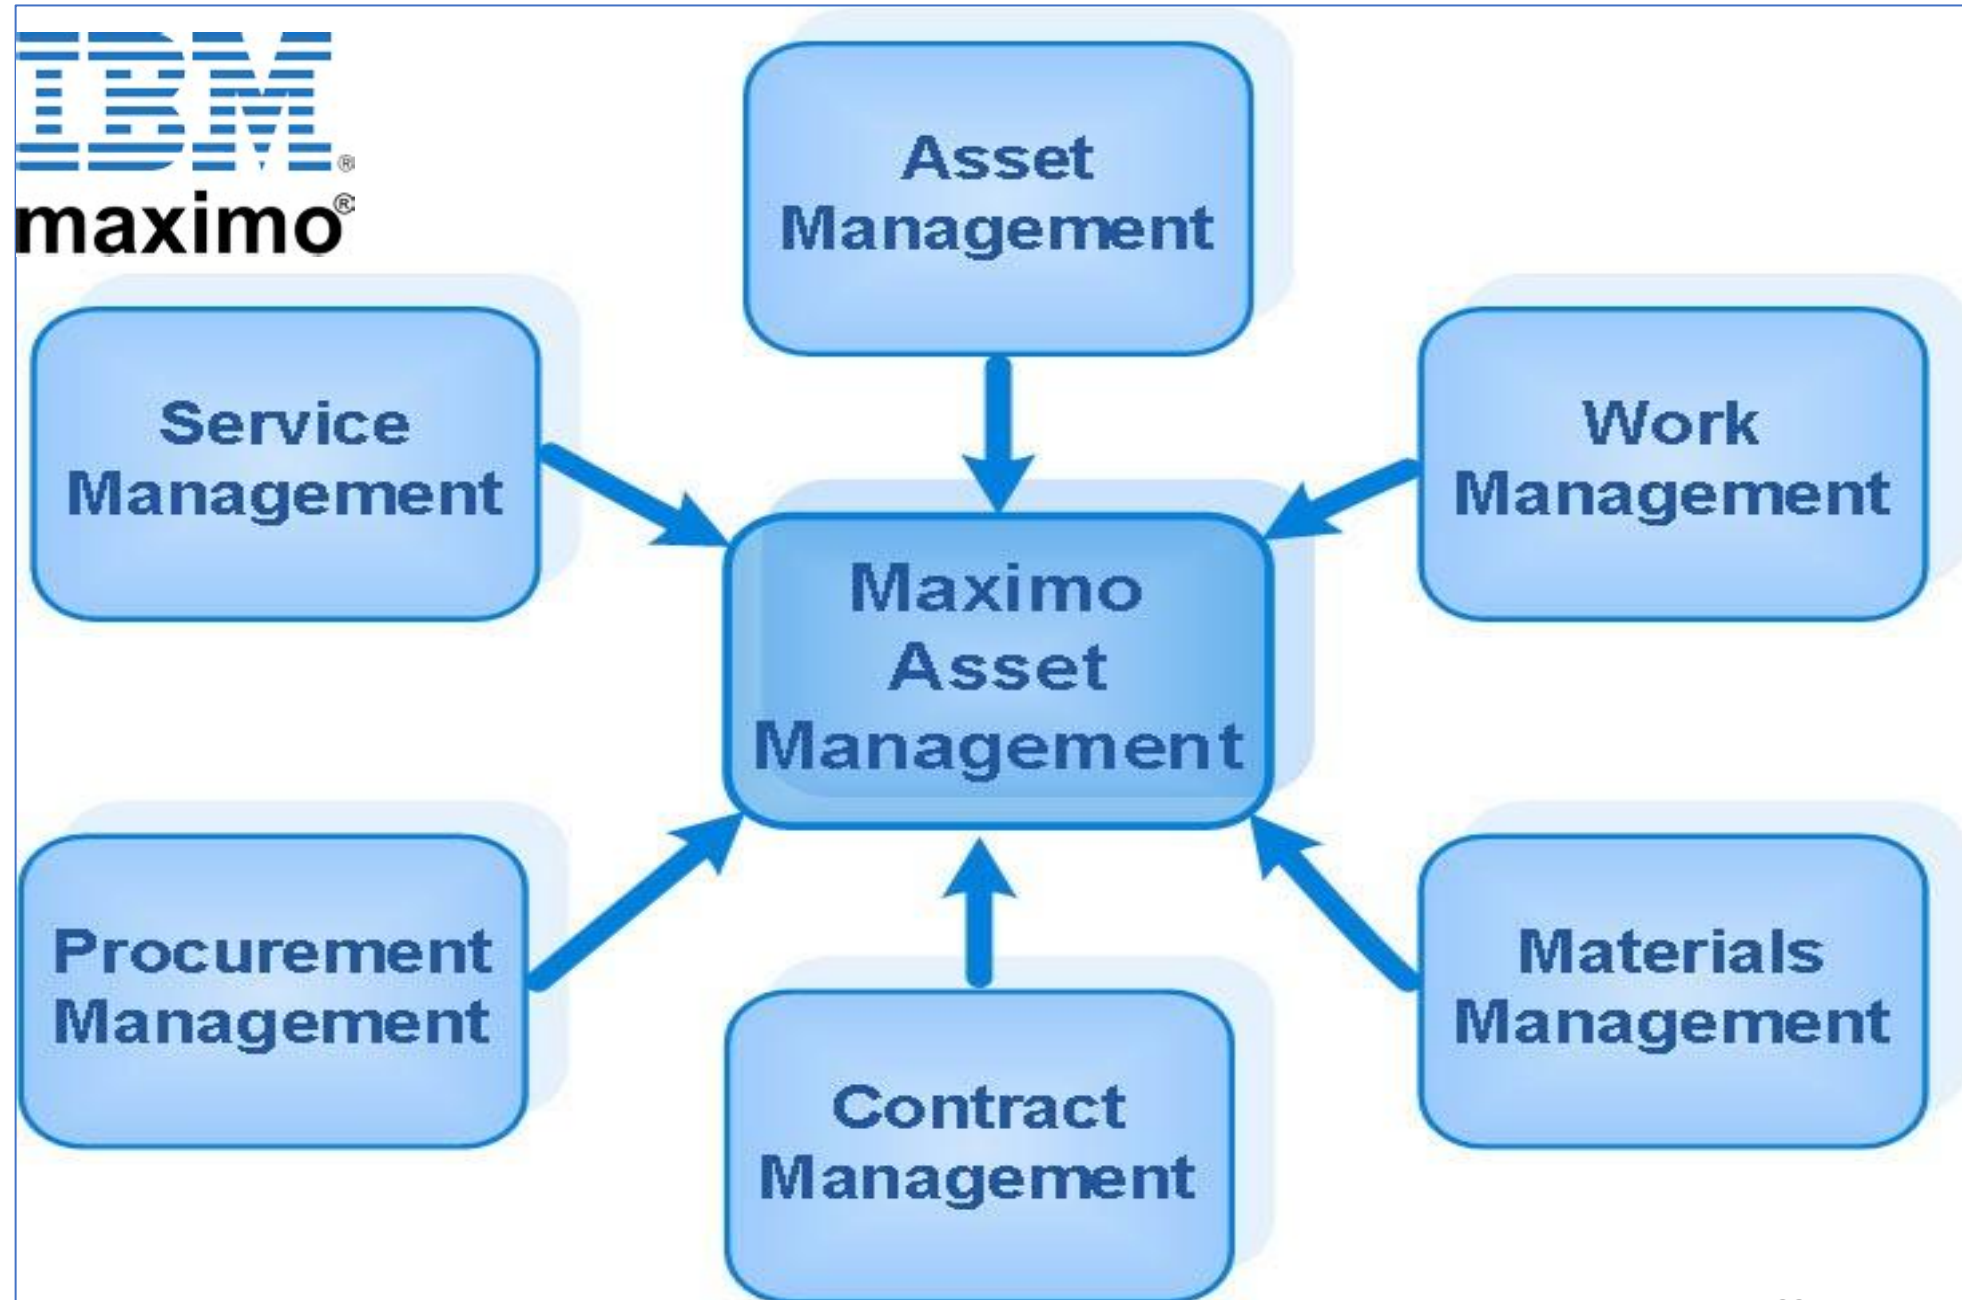 IBM®
maximo®
Asset
Management
Service
Management
Work
Management
Maximo
Asset
Management
Procurement
Management
Materials
Management
Contract
Management